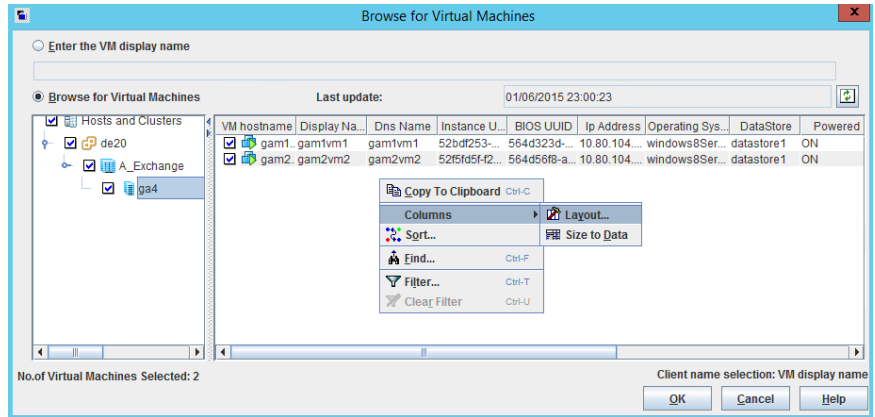 Browse for Virtual Machines
x
Enter the VM display name
Browse for Virtual Machines Last update: 01/06/2015 23:00:23
Hosts and Clusters
de20
A_Exchange
ga4
VM hostname Display Na... Dns Name Instance U... BIOS UUID Ip Address Operating Sys... DataStore Powered
gam1.. gam1vm1 gam1vm1 52bdf253-... 564d323d-... 10.80.104.... windows8Ser... datastore1 ON
gam2. gam2vm2 gam2vm2 52f5fd5f-f2... 564d56f8-a... 10.80.104.... windows8Ser... datastore1 ON
Copy To Clipboard Ctrl-C
Columns
Layout...
Sort...
Size to Data
Find... Ctrl-F
Filter... Ctrl-T
Clear Filter Ctrl-U
No.of Virtual Machines Selected: 2
Client name selection: VM display name
OK Cancel Help